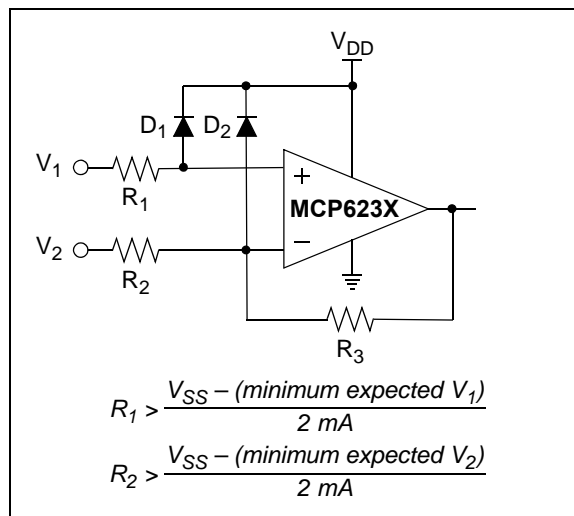 V_DD
D_1 D_2
V_1
R_1
+
MCP623X
−
V_2
R_2
R_3
R_1 > V_SS – (minimum expected V_1) / 2 mA
R_2 > V_SS – (minimum expected V_2) / 2 mA